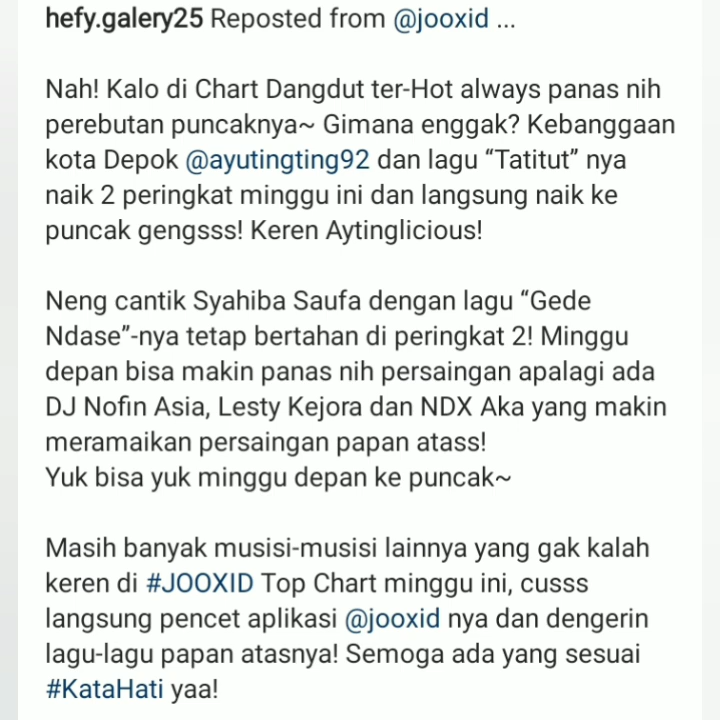 hefy.galery25 Reposted from @jooxid ...
Nah! Kalo di Chart Dangdut ter-Hot always panas nih
perebutan puncaknya~ Gimana enggak? Kebanggaan
kota Depok @ayutingting92 dan lagu “Tatitut” nya
naik 2 peringkat minggu ini dan langsung naik ke
puncak gengsss! Keren Aytinglicious!
Neng cantik Syahiba Saufa dengan lagu “Gede
Ndase”-nya tetap bertahan di peringkat 2! Minggu
depan bisa makin panas nih persaingan apalagi ada
DJ Nofin Asia, Lesty Kejora dan NDX Aka yang makin
meramaikan persaingan papan atass!
Yuk bisa yuk minggu depan ke puncak~
Masih banyak musisi-musisi lainnya yang gak kalah
keren di #JOOXID Top Chart minggu ini, cusss
langsung pencet aplikasi @jooxid nya dan dengerin
lagu-lagu papan atasnya! Semoga ada yang sesuai
#KataHati yaa!